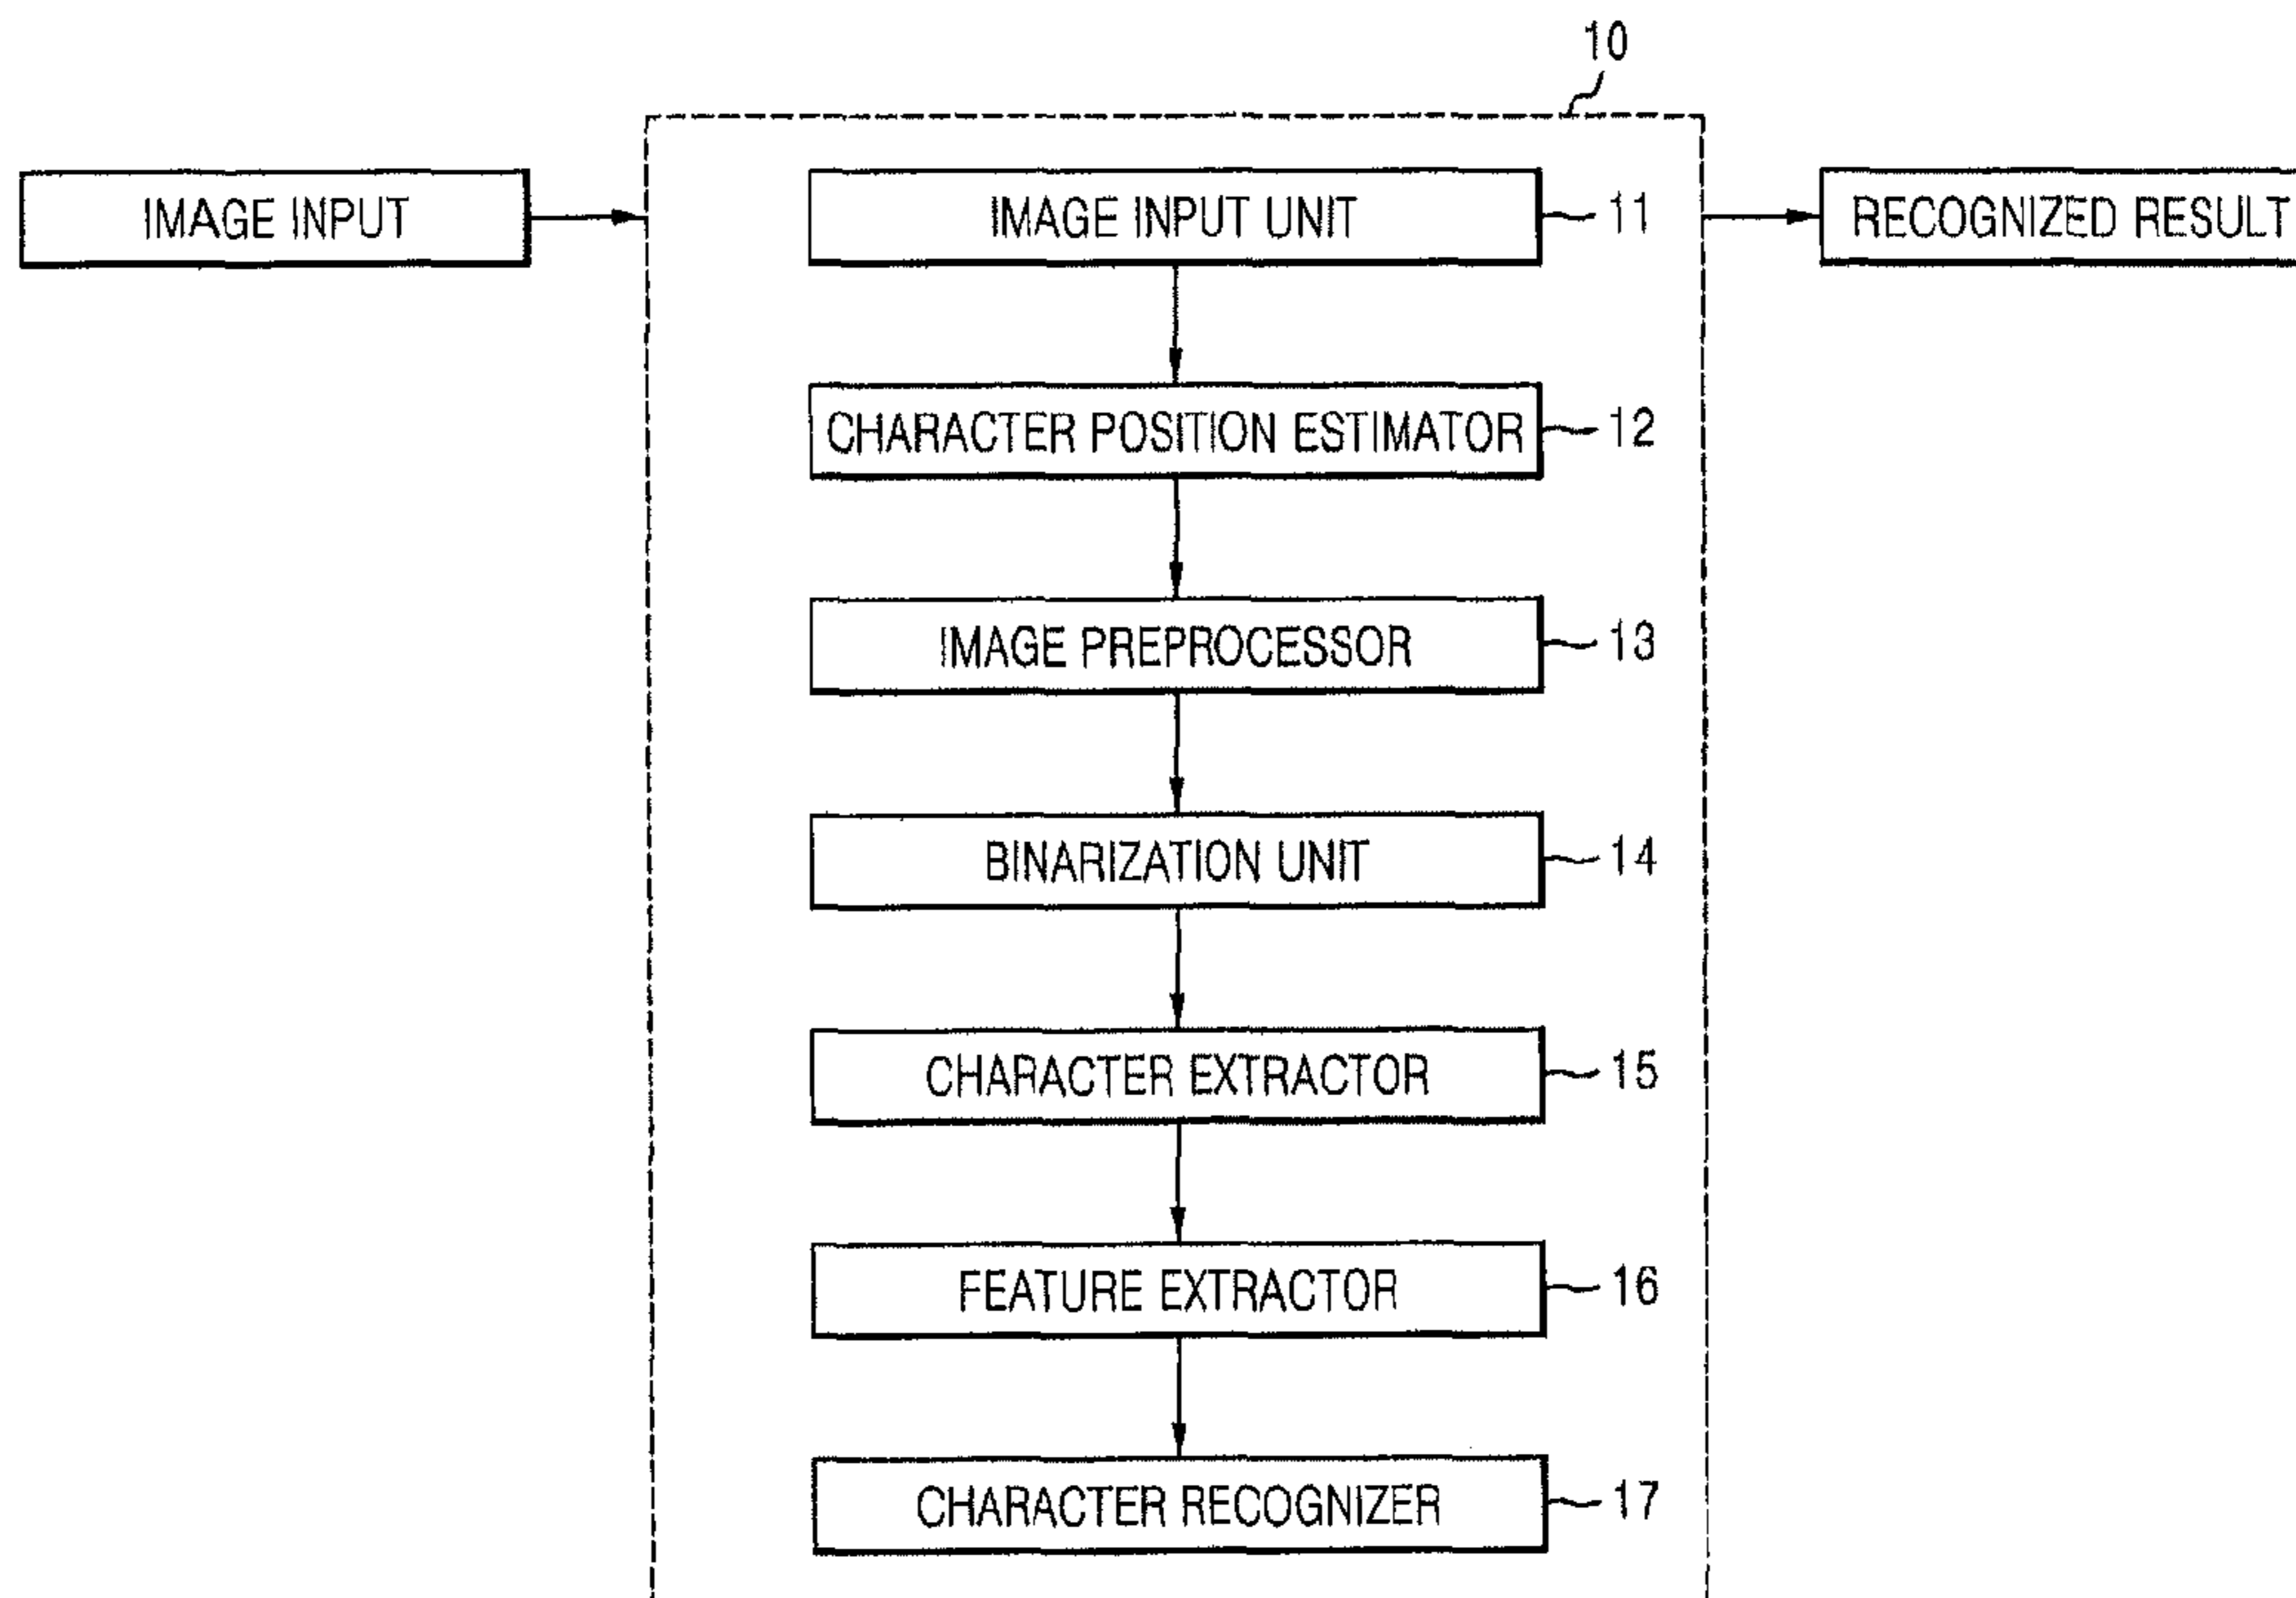 10
IMAGE INPUT
IMAGE INPUT UNIT
11
RECOGNIZED RESULT
CHARACTER POSITION ESTIMATOR
12
IMAGE PREPROCESSOR
13
BINARIZATION UNIT
14
CHARACTER EXTRACTOR
15
FEATURE EXTRACTOR
16
CHARACTER RECOGNIZER
17